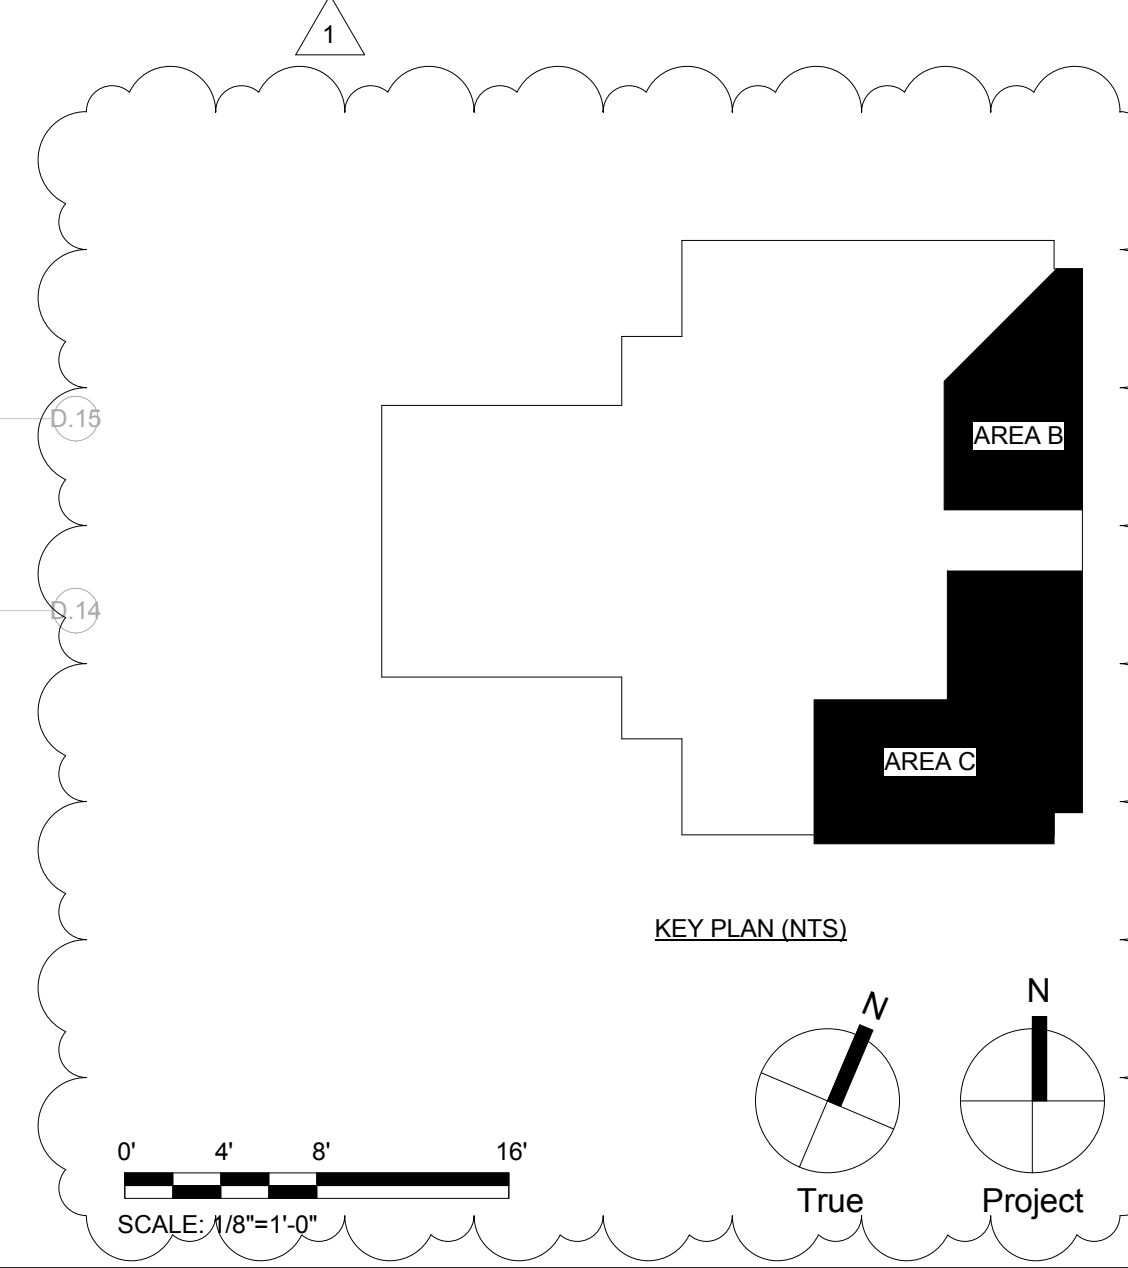 1
D.15
AREA B
D.14
AREA C
KEY PLAN (NTS)
N
N
0' 4' 8' 16'
True
Project
SCALE: 1/8"=1'-0"